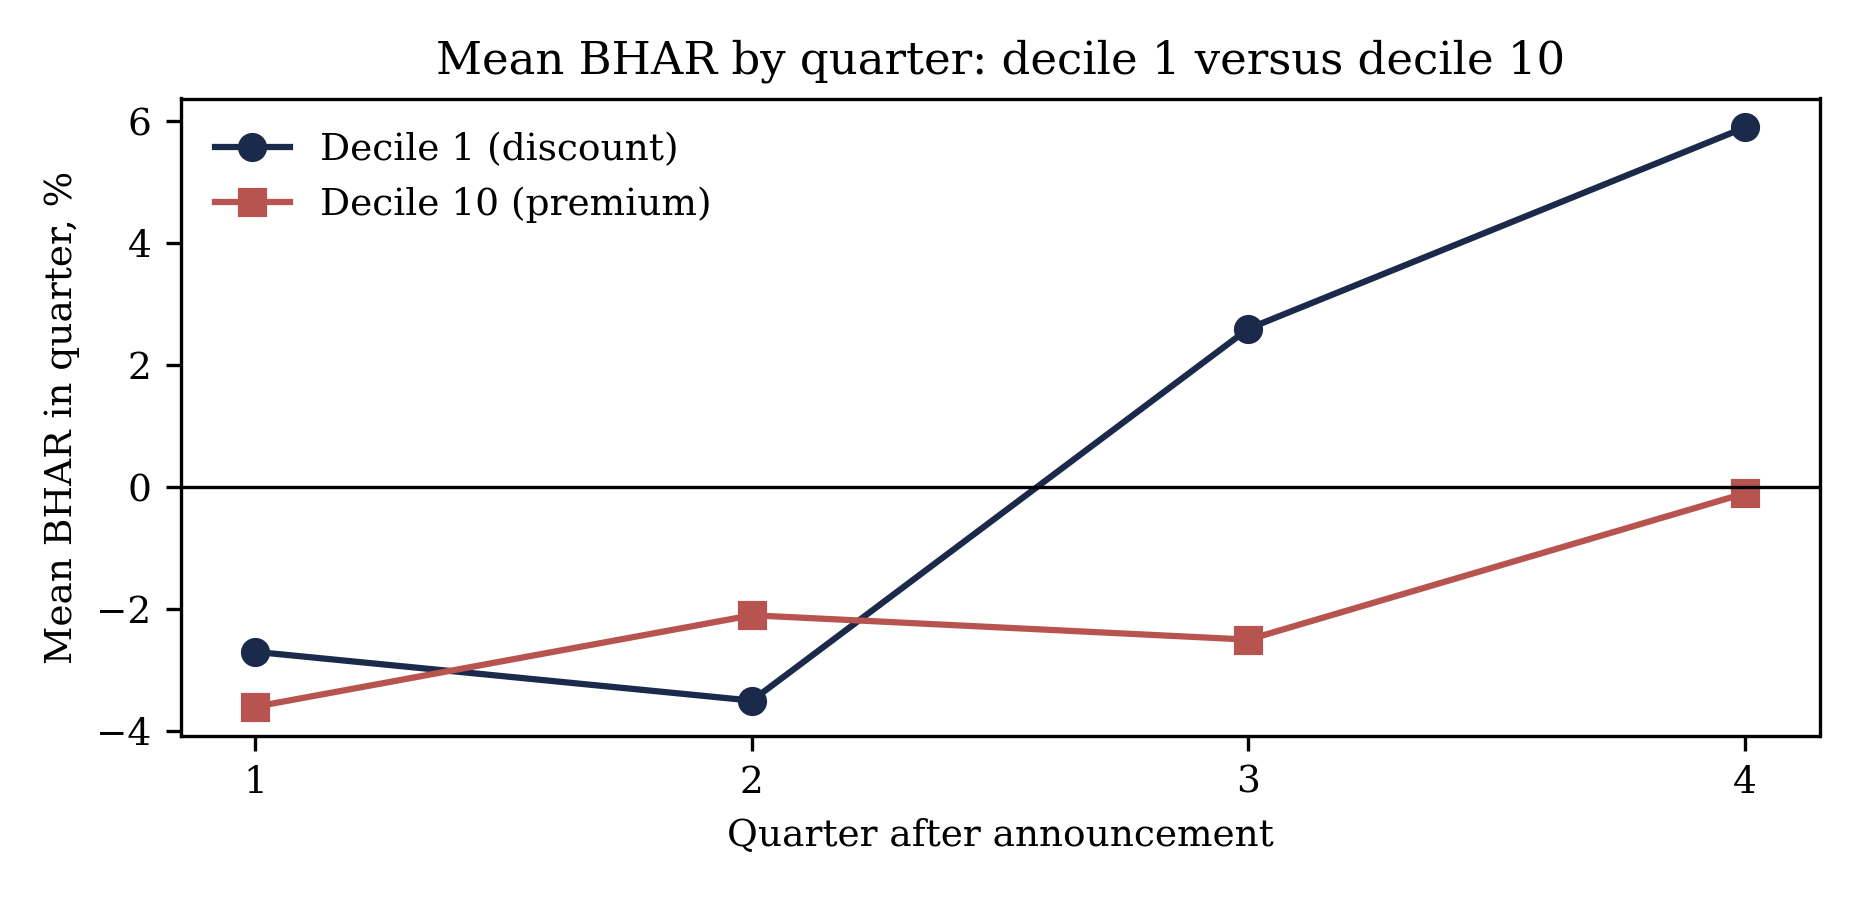 Mean BHAR by quarter: decile 1 versus decile 10
Decile 1 (discount)
Decile 10 (premium)
Mean BHAR in quarter, %
6
4
2
0
−2
−4
1 2 3 4
Quarter after announcement